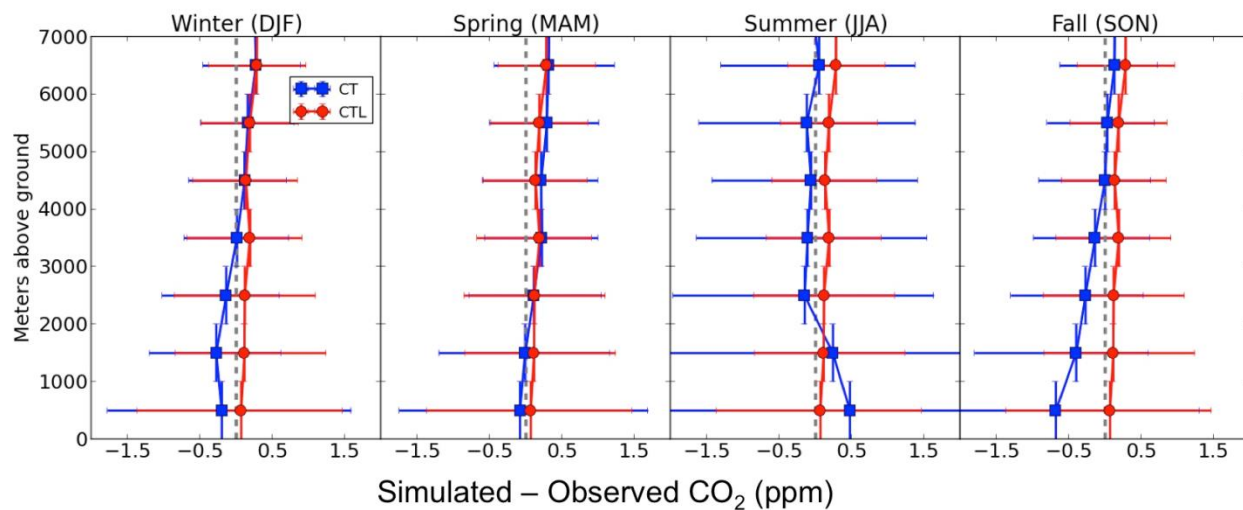 Winter (DJF)
Spring (MAM)
Summer (JJA)
Fall (SON)
7000
6000
5000
4000
3000
2000
1000
0
Meters above ground
CT
CTL
−1.5 −0.5 0.5 1.5
−1.5 −0.5 0.5 1.5
−1.5 −0.5 0.5 1.5
−1.5 −0.5 0.5 1.5
Simulated – Observed CO₂ (ppm)